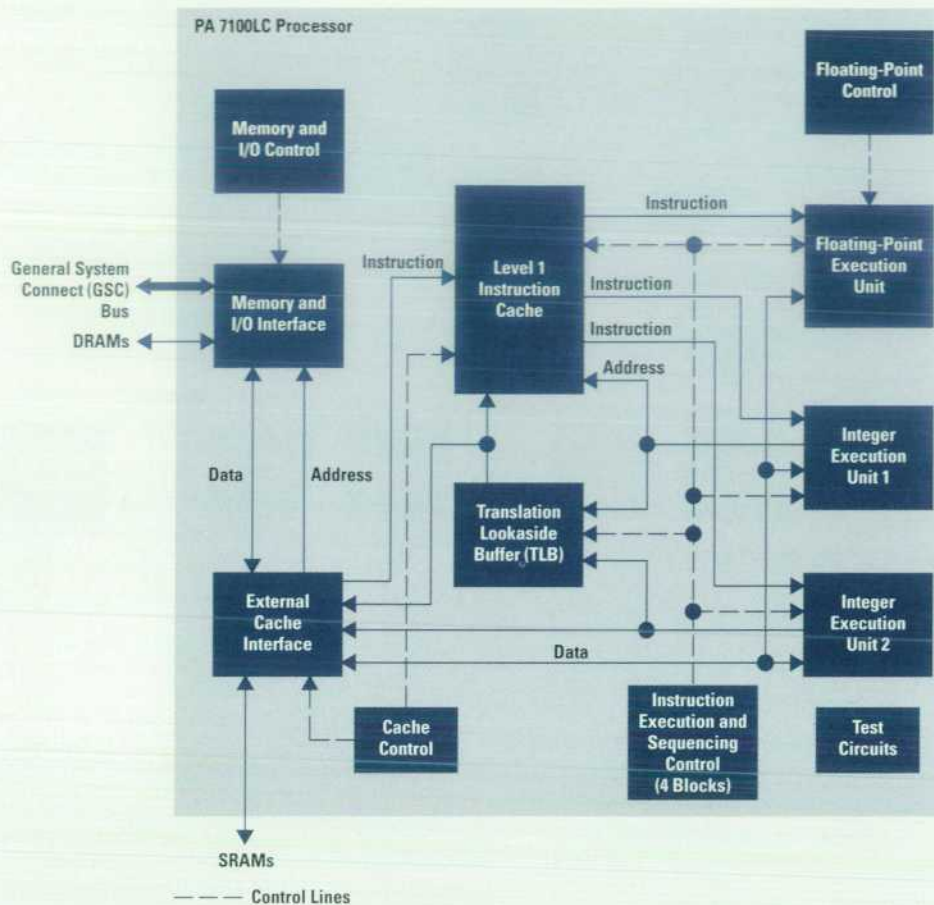 PA 7100LC Processor
Floating-Point
Control
Memory and
I/O Control
Instruction
Level 1
Instruction
Cache
Floating-Point
Execution
Unit
General System
Connect (GSC)
Bus
Instruction
Memory and
I/O Interface
Instruction
DRAMs
Instruction
Address
Integer
Execution
Unit 1
Data
Address
Translation
Lookaside
Buffer (TLB)
External
Cache
Interface
Integer
Execution
Unit 2
Data
Instruction
Execution and
Sequencing
Control
(4 Blocks)
Cache
Control
Test
Circuits
SRAMs
Control Lines